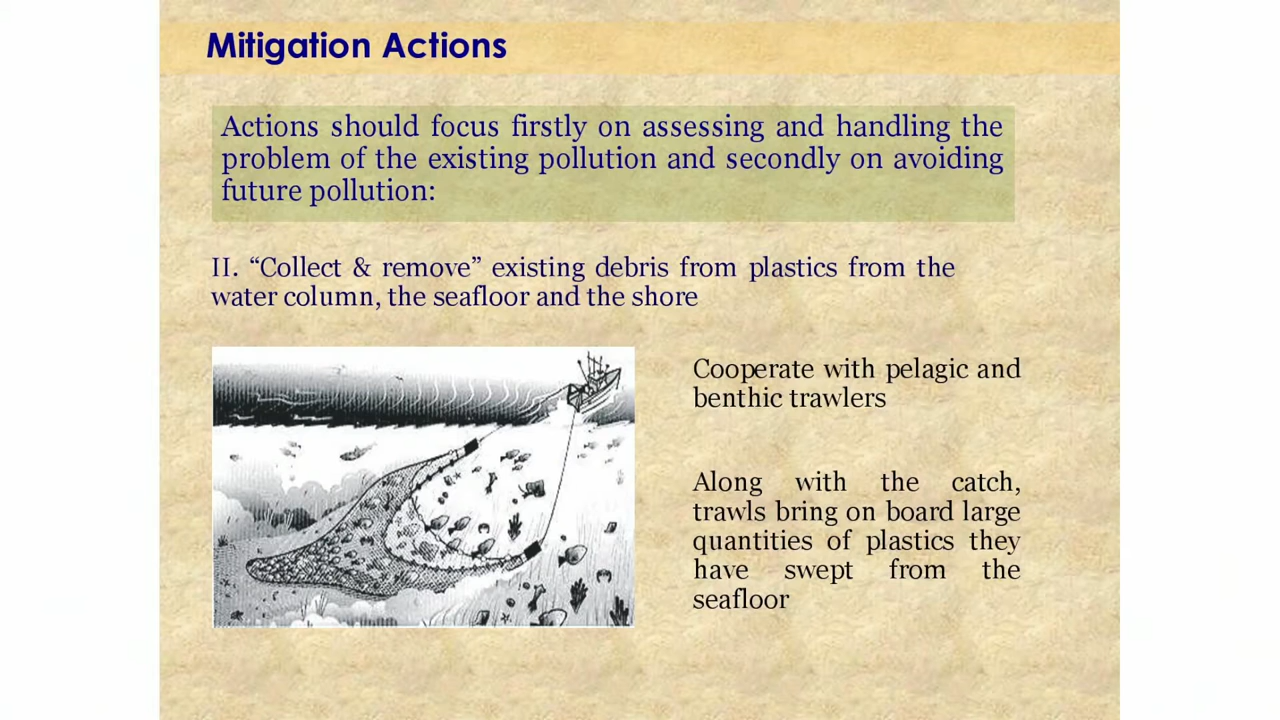 Mitigation Actions
Actions should focus firstly on assessing and handling the
problem of the existing pollution and secondly on avoiding
future pollution:
II. “Collect & remove” existing debris from plastics from the
water column, the seafloor and the shore
Cooperate with pelagic and
benthic trawlers
Along with the catch,
trawls bring on board large
quantities of plastics they
have swept from the
seafloor